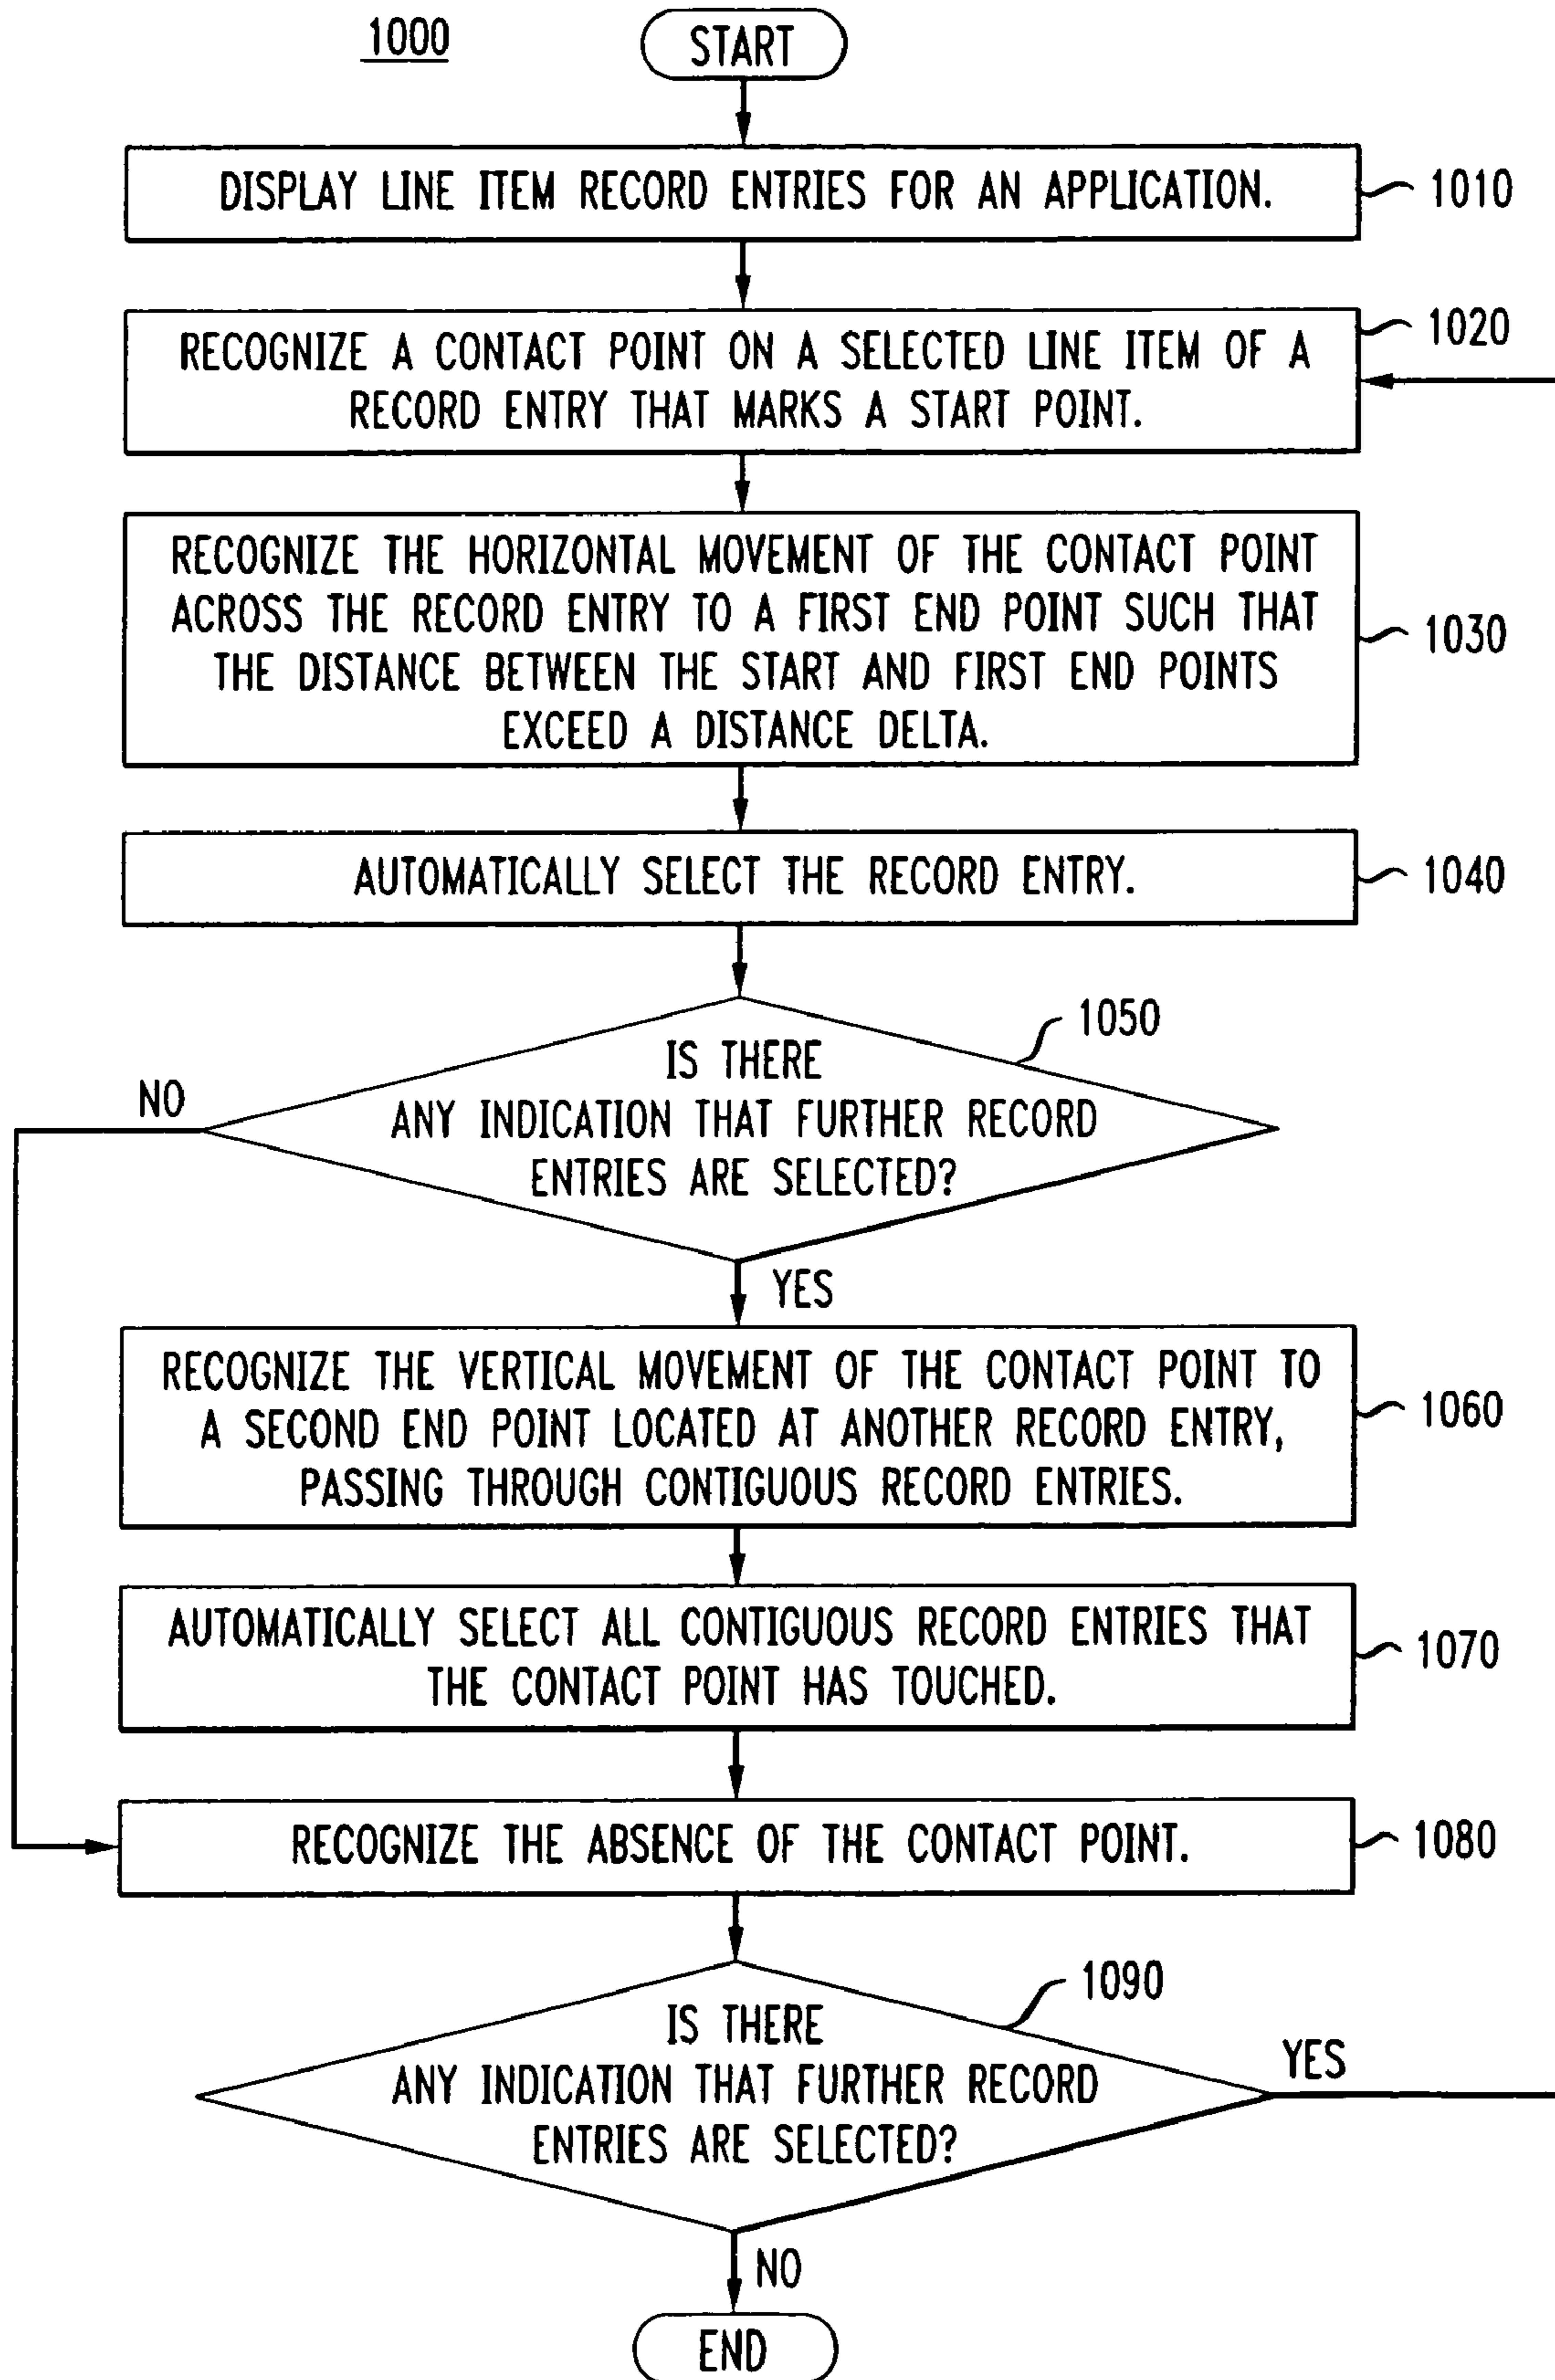 1000
START
DISPLAY LINE ITEM RECORD ENTRIES FOR AN APPLICATION.
1010
RECOGNIZE A CONTACT POINT ON A SELECTED LINE ITEM OF A
RECORD ENTRY THAT MARKS A START POINT.
1020
RECOGNIZE THE HORIZONTAL MOVEMENT OF THE CONTACT POINT
ACROSS THE RECORD ENTRY TO A FIRST END POINT SUCH THAT
THE DISTANCE BETWEEN THE START AND FIRST END POINTS
EXCEED A DISTANCE DELTA.
1030
AUTOMATICALLY SELECT THE RECORD ENTRY.
1040
1050
IS THERE
ANY INDICATION THAT FURTHER RECORD
ENTRIES ARE SELECTED?
NO
YES
RECOGNIZE THE VERTICAL MOVEMENT OF THE CONTACT POINT TO
A SECOND END POINT LOCATED AT ANOTHER RECORD ENTRY,
PASSING THROUGH CONTIGUOUS RECORD ENTRIES.
1060
AUTOMATICALLY SELECT ALL CONTIGUOUS RECORD ENTRIES THAT
THE CONTACT POINT HAS TOUCHED.
1070
RECOGNIZE THE ABSENCE OF THE CONTACT POINT.
1080
1090
IS THERE
ANY INDICATION THAT FURTHER RECORD
ENTRIES ARE SELECTED?
YES
NO
END